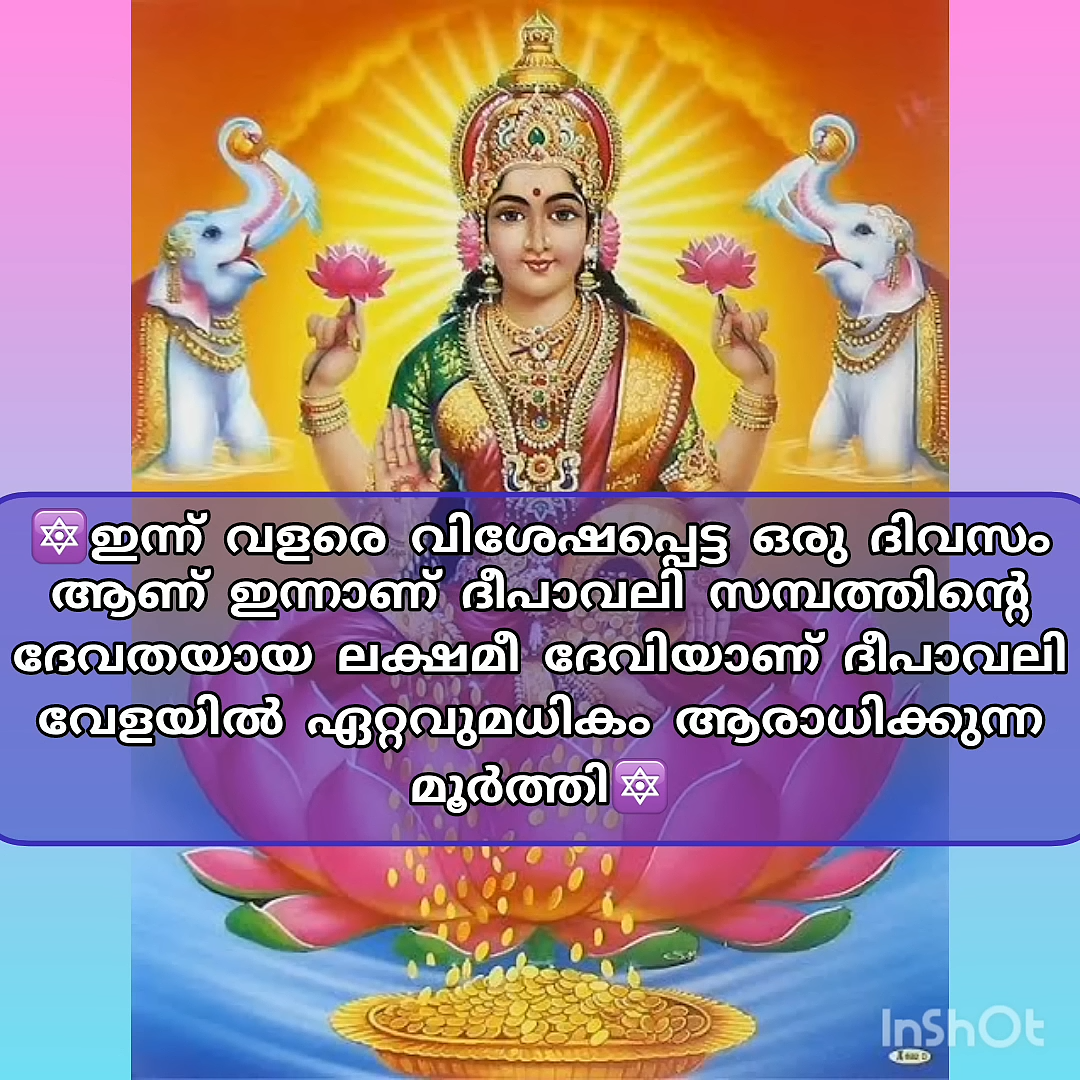 🔯ഇന്ന് വളരെ വിശേഷപ്പെട്ട ഒരു ദിവസം
ആണ് ഇന്നാണ് ദീപാവലി സമ്പത്തിന്റെ
ദേവതയായ ലക്ഷമീ ദേവിയാണ് ദീപാവലി
വേളയിൽ ഏറ്റവുമധികം ആരാധിക്കുന്ന
മൂർത്തി🔯
InShOt